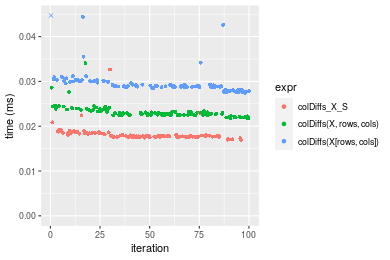 0.04
0.03
0.02
0.01
0.00
time (ms)
0
25
50
75
100
iteration
expr
colDiffs_X_S
colDiffs(X, rows, cols)
colDiffs(X[rows, cols])